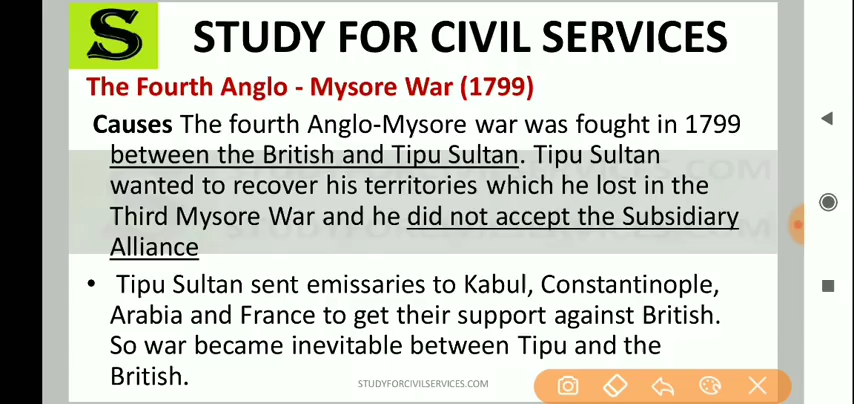 S STUDY FOR CIVIL SERVICES
The Fourth Anglo - Mysore War (1799)
Causes The fourth Anglo-Mysore war was fought in 1799
between the British and Tipu Sultan. Tipu Sultan
wanted to recover his territories which he lost in the
Third Mysore War and he did not accept the Subsidiary
Alliance
• Tipu Sultan sent emissaries to Kabul, Constantinople,
Arabia and France to get their support against British.
So war became inevitable between Tipu and the
British.
STUDYFORCIVILSERVICES.COM